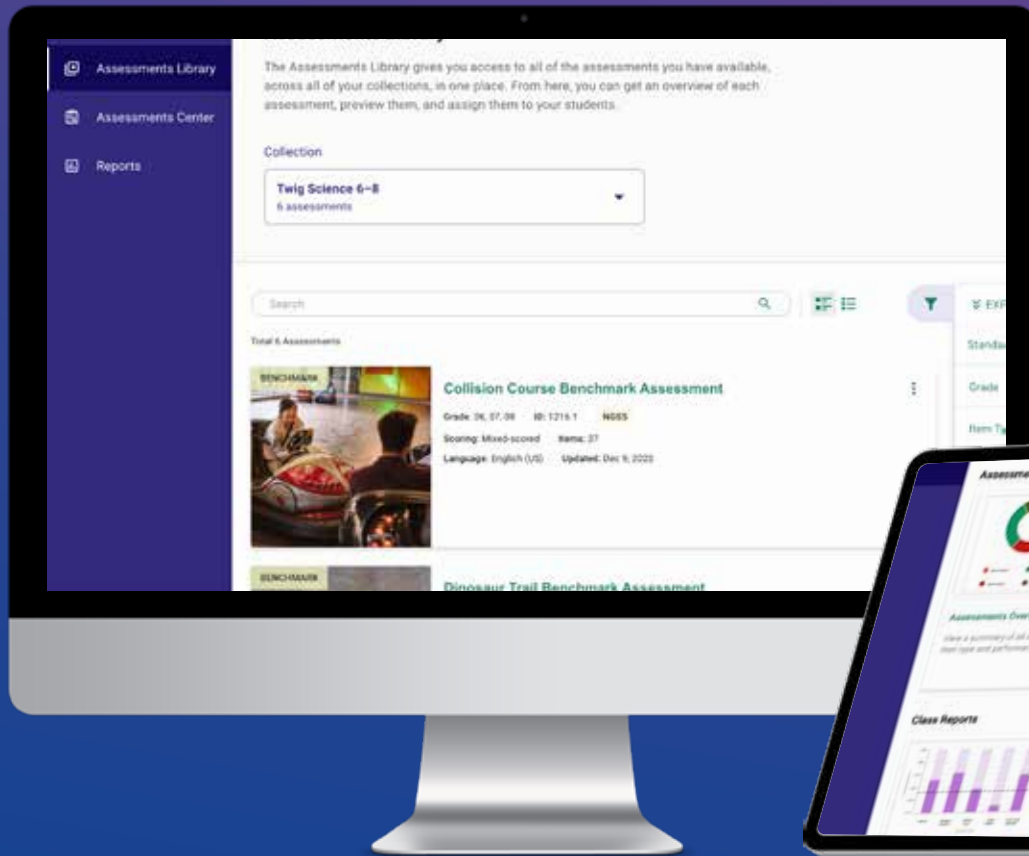 Assessments Library
Assessments Center
Reports
The Assessments Library gives you access to all of the assessments you have available,
across all of your collections, in one place. From here, you can get an overview of each
assessment, preview them, and assign them to your students.
Collection
Twig Science 6–8
6 assessments
Search
Total 6 Assessments
BENCHMARK
Collision Course Benchmark Assessment
Grade: 06, 07, 08 ID: 1216.1 NGSS
Scoring: Mixed-scored Items: 37
Language: English (US) Updated: Dec 9, 2020
BENCHMARK
Dinosaur Trail Benchmark Assessment
Grade
Class Reports